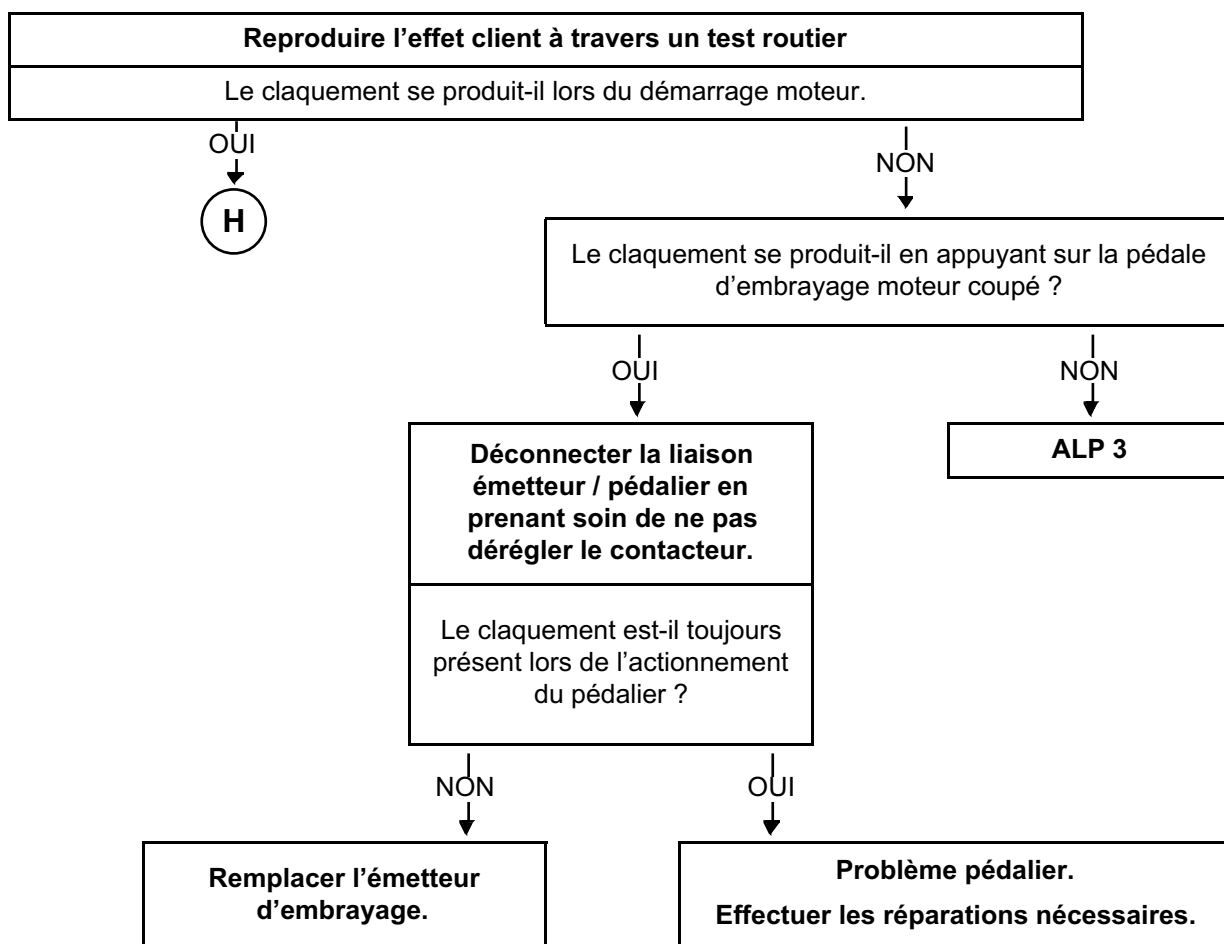 Reproduire l’effet client à travers un test routier
Le claquement se produit-il lors du démarrage moteur.
OUI
NON
H
Le claquement se produit-il en appuyant sur la pédale
d’embrayage moteur coupé ?
OUI
NON
Déconnecter la liaison
émetteur / pédalier en
prenant soin de ne pas
dérégler le contacteur.
ALP 3
Le claquement est-il toujours
présent lors de l’actionnement
du pédalier ?
NON
OUI
Remplacer l’émetteur
d’embrayage.
Problème pédalier.
Effectuer les réparations nécessaires.